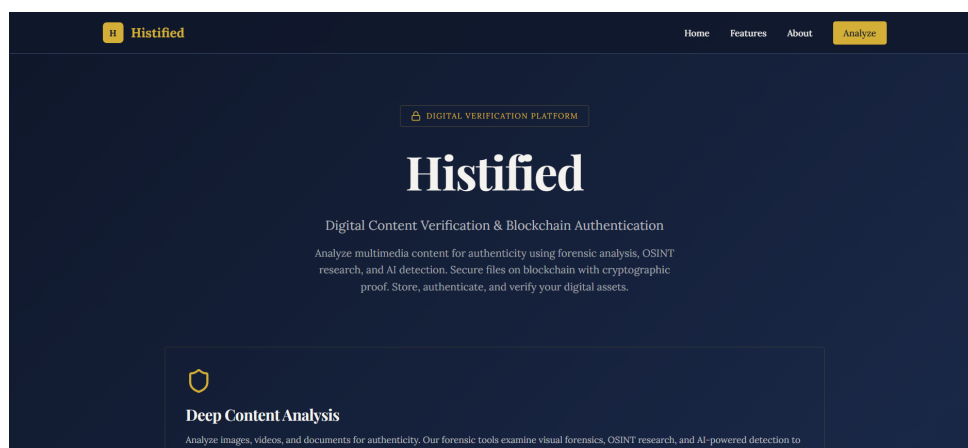 H Histified Home Features About Analyze
DIGITAL VERIFICATION PLATFORM
Histified
Digital Content Verification & Blockchain Authentication
Analyze multimedia content for authenticity using forensic analysis, OSINT
research, and AI detection. Secure files on blockchain with cryptographic
proof. Store, authenticate, and verify your digital assets.
Deep Content Analysis
Analyze images, videos, and documents for authenticity. Our forensic tools examine visual forensics, OSINT research, and AI-powered detection to